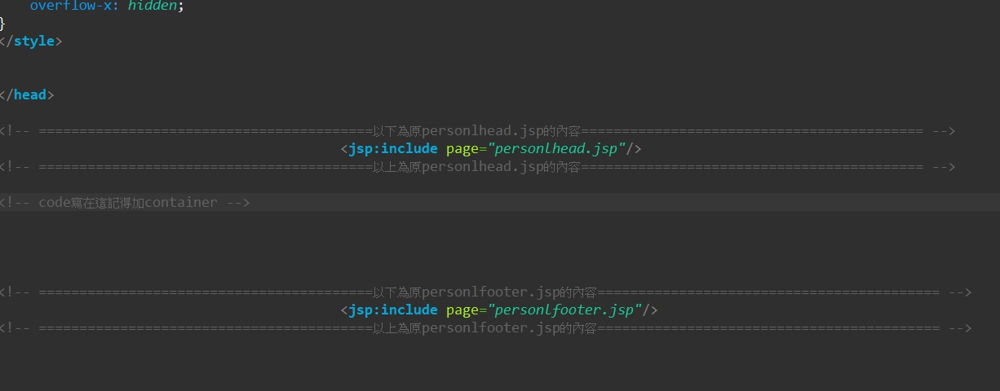 overflow-x: hidden;
}
</style>
</head>
<!-- =========================================以下為原personlhead.jsp的內容========================================== -->
<jsp:include page="personlhead.jsp"/>
<!-- =========================================以上為原personlhead.jsp的內容========================================== -->
<!-- code寫在這記得加container -->
<!-- =========================================以下為原personlfooter.jsp的內容========================================== -->
<jsp:include page="personlfooter.jsp"/>
<!-- =========================================以上為原personlfooter.jsp的內容========================================== -->